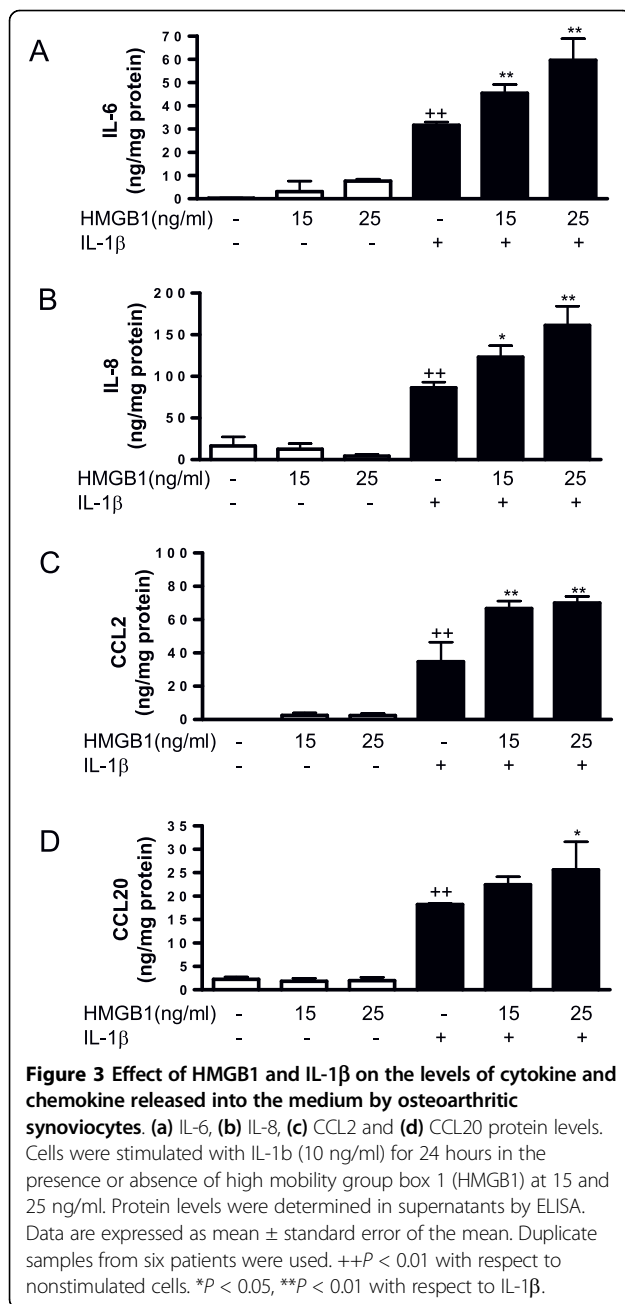 A
IL-6
(ng/mg protein)
70
60
50
40
30
20
10
0
++
**
**
HMGB1(ng/ml) - 15 25 - 15 25
IL-1β - - - + + +
B
IL-8
(ng/mg protein)
200
150
100
50
0
++
*
**
HMGB1(ng/ml) - 15 25 - 15 25
IL-1β - - - + + +
C
CCL2
(ng/mg protein)
100
80
60
40
20
0
++
**
**
HMGB1(ng/ml) - 15 25 - 15 25
IL-1β - - - + + +
D
CCL20
(ng/mg protein)
35
30
25
20
15
10
5
0
++
*
HMGB1(ng/ml) - 15 25 - 15 25
IL-1β - - - + + +
Figure 3 Effect of HMGB1 and IL-1β on the levels of cytokine and
chemokine released into the medium by osteoarthritic
synoviocytes. (a) IL-6, (b) IL-8, (c) CCL2 and (d) CCL20 protein levels.
Cells were stimulated with IL-1b (10 ng/ml) for 24 hours in the
presence or absence of high mobility group box 1 (HMGB1) at 15 and
25 ng/ml. Protein levels were determined in supernatants by ELISA.
Data are expressed as mean ± standard error of the mean. Duplicate
samples from six patients were used. ++P < 0.01 with respect to
nonstimulated cells. *P < 0.05, **P < 0.01 with respect to IL-1β.